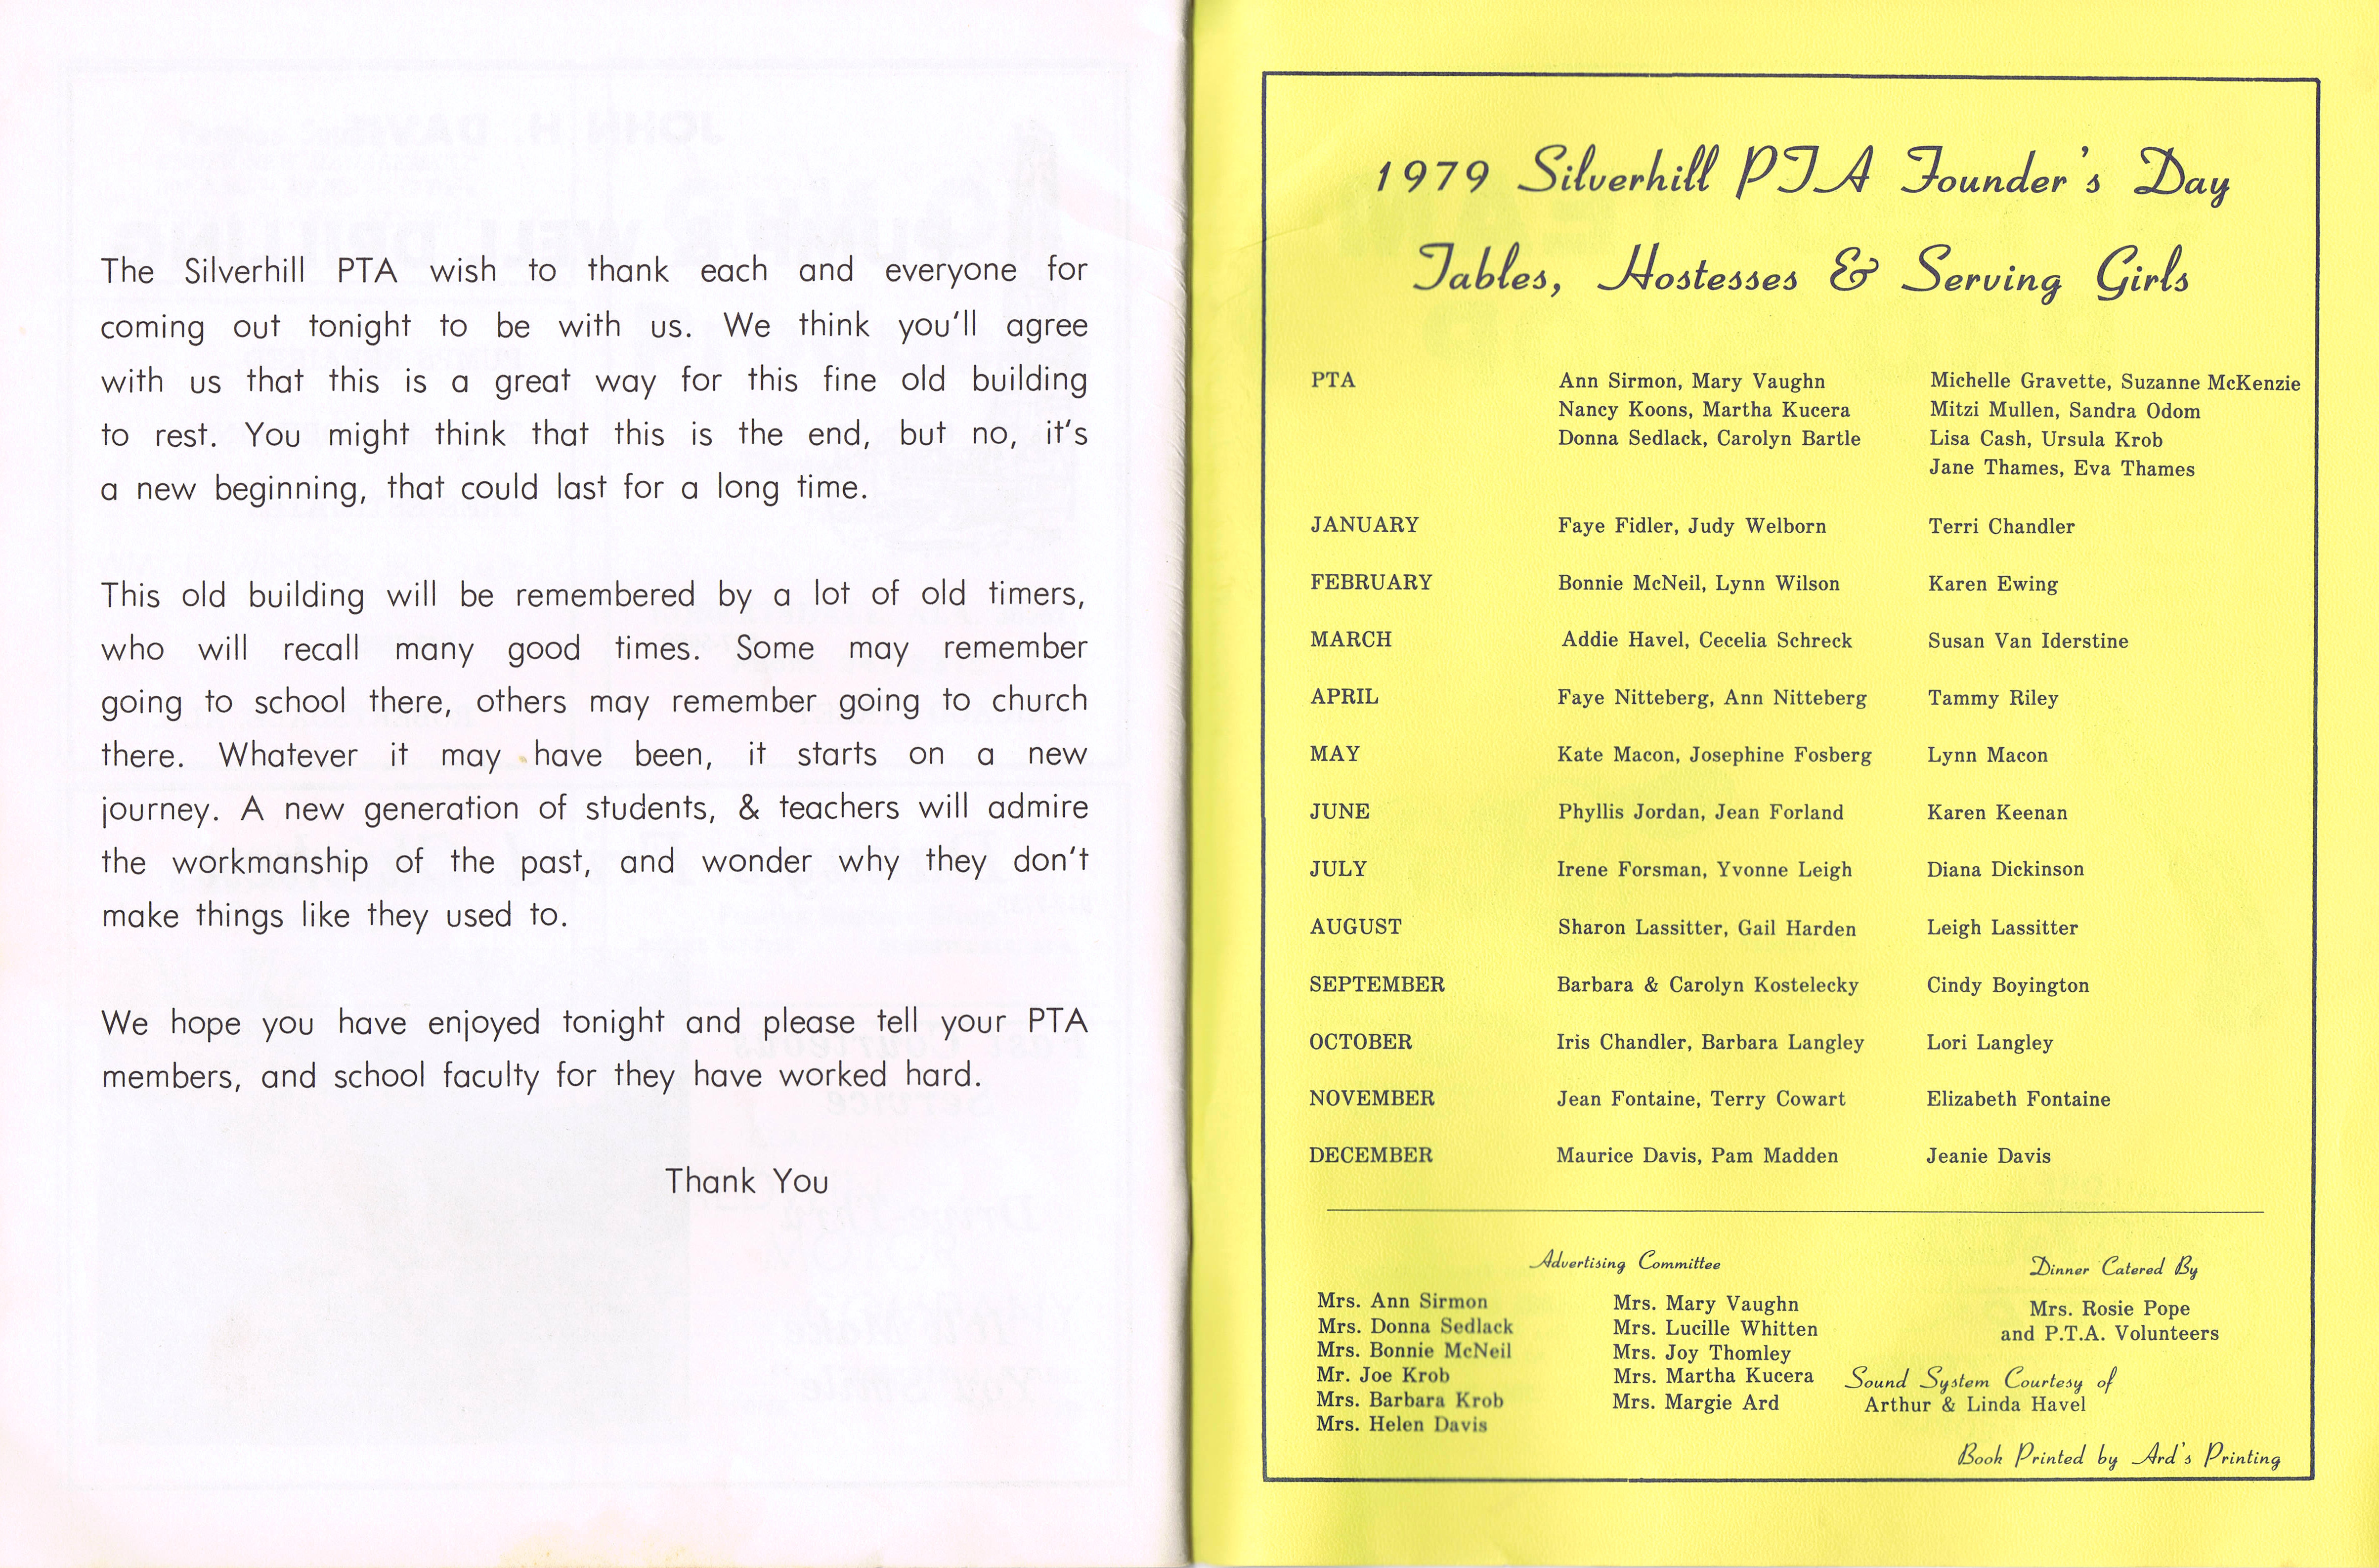 The Silverhill PTA wish to thank each and everyone for
coming out tonight to be with us. We think you'll agree
with us that this is a great way for this fine old building
to rest. You might think that this is the end, but no, it's
a new beginning, that could last for a long time.
This old building will be remembered by a lot of old timers,
who will recall many good times. Some may remember
going to school there, others may remember going to church
there. Whatever it may have been, it starts on a new
journey. A new generation of students, & teachers will admire
the workmanship of the past, and wonder why they don't
make things like they used to.
We hope you have enjoyed tonight and please tell your PTA
members, and school faculty for they have worked hard.
Thank You
1979 Silverhill PTA Founder's Day
Tables, Hostesses & Serving Girls
PTA Ann Sirmon, Mary Vaughn Michelle Gravette, Suzanne McKenzie
Nancy Koons, Martha Kucera Mitzi Mullen, Sandra Odom
Donna Sedlack, Carolyn Bartle Lisa Cash, Ursula Krob
Jane Thames, Eva Thames
JANUARY Faye Fidler, Judy Welborn Terri Chandler
FEBRUARY Bonnie McNeil, Lynn Wilson Karen Ewing
MARCH Addie Havel, Cecelia Schreck Susan Van Iderstine
APRIL Faye Nitteberg, Ann Nitteberg Tammy Riley
MAY Kate Macon, Josephine Fosberg Lynn Macon
JUNE Phyllis Jordan, Jean Forland Karen Keenan
JULY Irene Forsman, Yvonne Leigh Diana Dickinson
AUGUST Sharon Lassitter, Gail Harden Leigh Lassitter
SEPTEMBER Barbara & Carolyn Kostelecky Cindy Boyington
OCTOBER Iris Chandler, Barbara Langley Lori Langley
NOVEMBER Jean Fontaine, Terry Cowart Elizabeth Fontaine
DECEMBER Maurice Davis, Pam Madden Jeanie Davis
Advertising Committee
Mrs. Ann Sirmon
Mrs. Donna Sedlack
Mrs. Bonnie McNeil
Mr. Joe Krob
Mrs. Barbara Krob
Mrs. Helen Davis
Mrs. Mary Vaughn
Mrs. Lucille Whitten
Mrs. Joy Thomley
Mrs. Martha Kucera
Mrs. Margie Ard
Dinner Catered By
Mrs. Rosie Pope
and P.T.A. Volunteers
Sound System Courtesy of
Arthur & Linda Havel
Book Printed by Ard's Printing